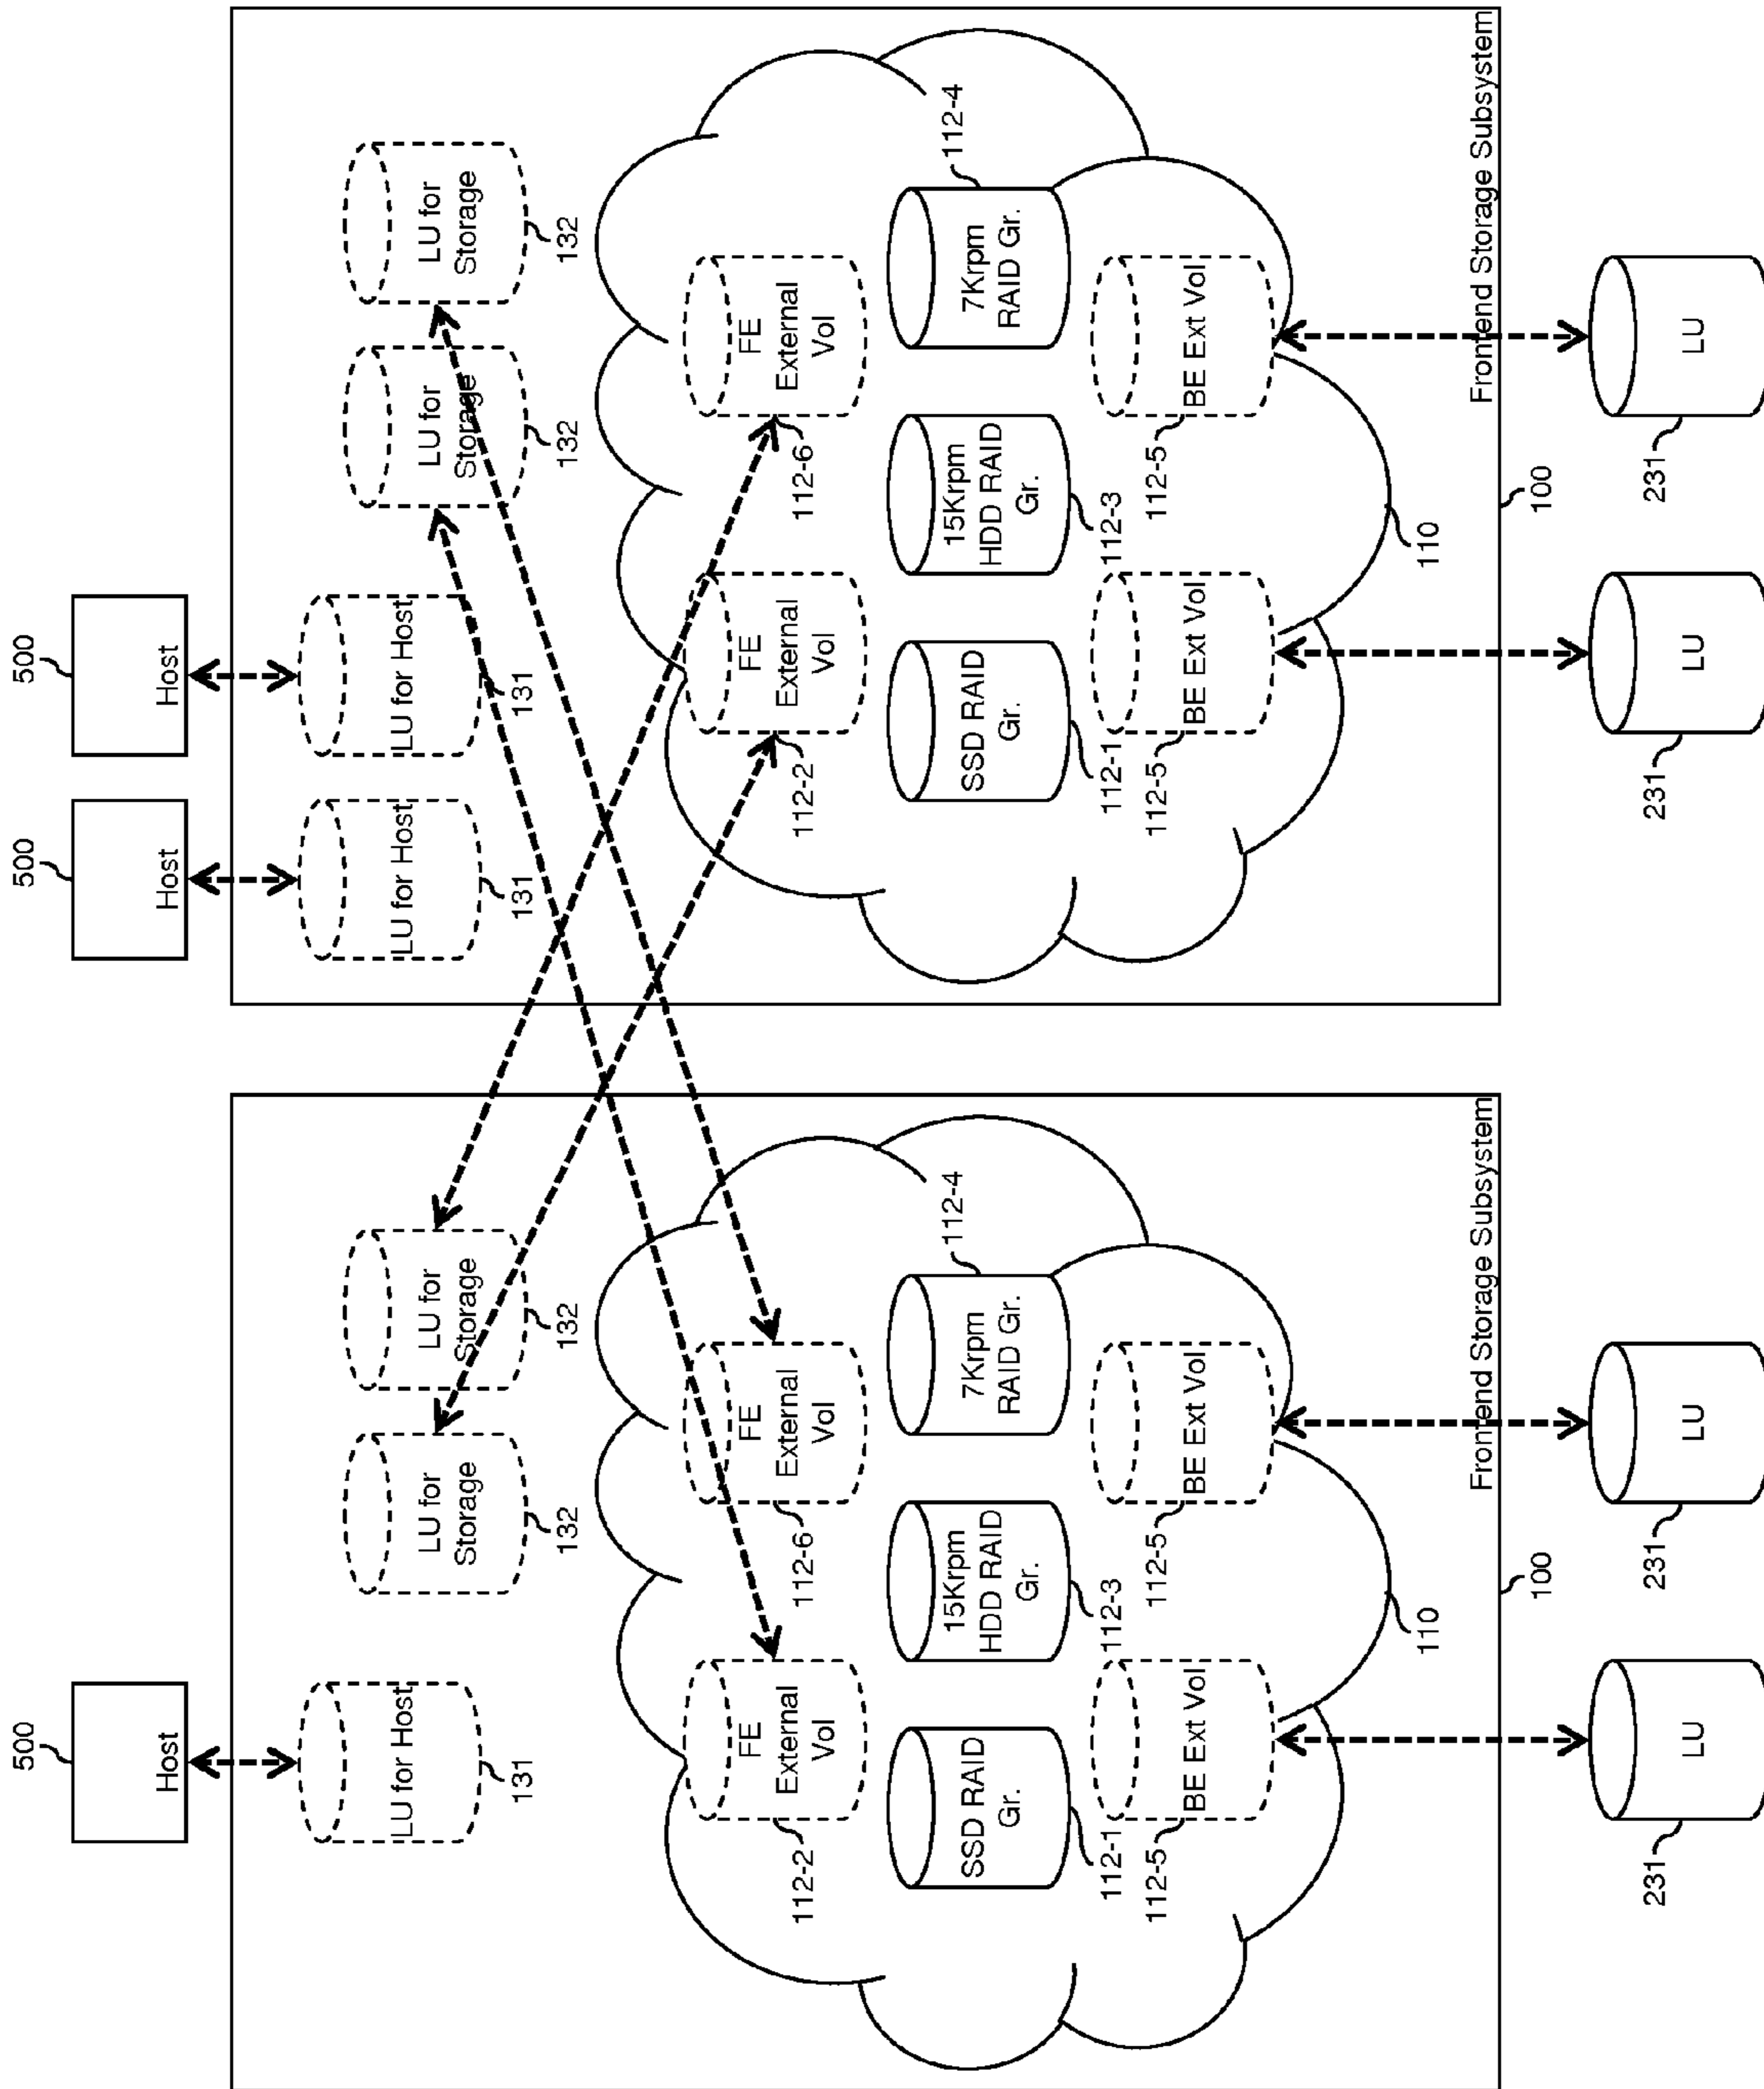 500
Host
LU for Host
131
LU for
Storage
132
LU for
Storage
132
FE
External
Vol
112-2
FE
External
Vol
112-6
SSD RAID
Gr.
112-1
15Krpm
HDD RAID
Gr.
112-3
7Krpm
RAID Gr.
112-4
BE Ext Vol
112-5
BE Ext Vol
112-5
110
Frontend Storage Subsystem
100
LU
231
LU
231
500
Host
500
Host
LU for Host
131
LU for Host
131
LU for
Storage
132
LU for
Storage
132
FE
External
Vol
112-2
FE
External
Vol
112-6
SSD RAID
Gr.
112-1
15Krpm
HDD RAID
Gr.
112-3
7Krpm
RAID Gr.
112-4
BE Ext Vol
112-5
BE Ext Vol
112-5
110
Frontend Storage Subsystem
100
LU
231
LU
231